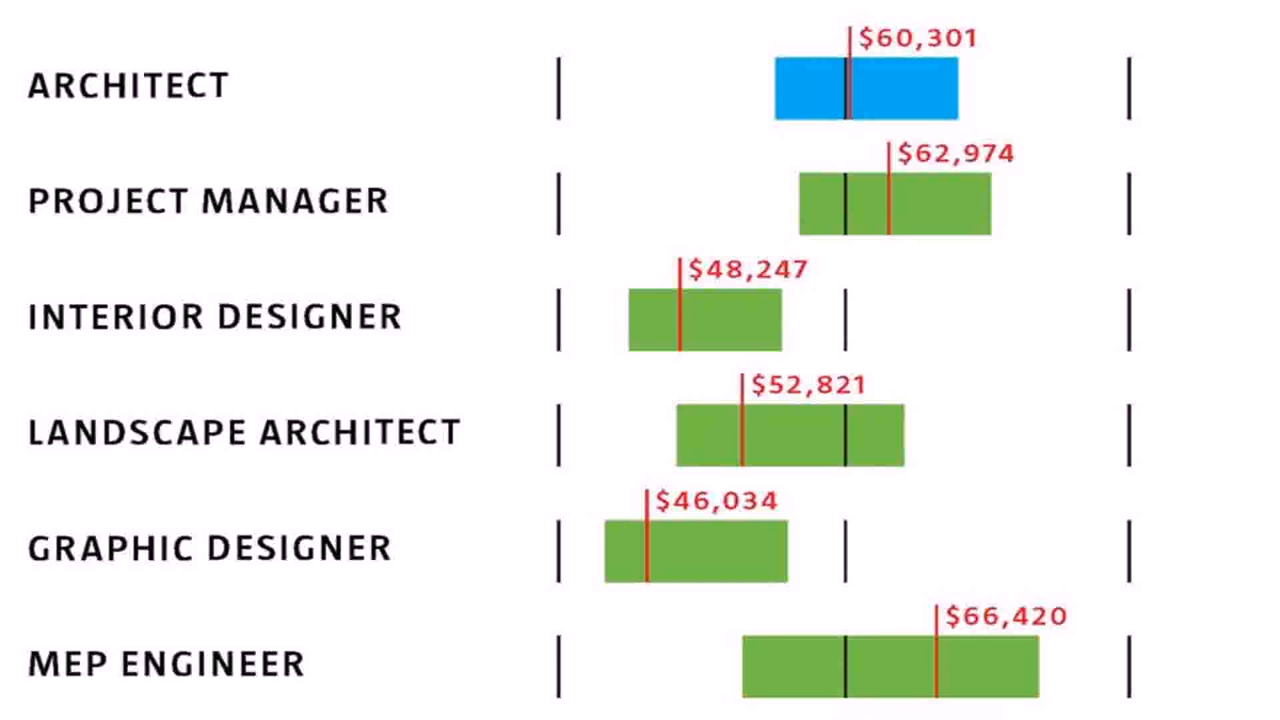 $60,301
ARCHITECT
$62,974
PROJECT MANAGER
$48,247
INTERIOR DESIGNER
$52,821
LANDSCAPE ARCHITECT
$46,034
GRAPHIC DESIGNER
$66,420
MEP ENGINEER